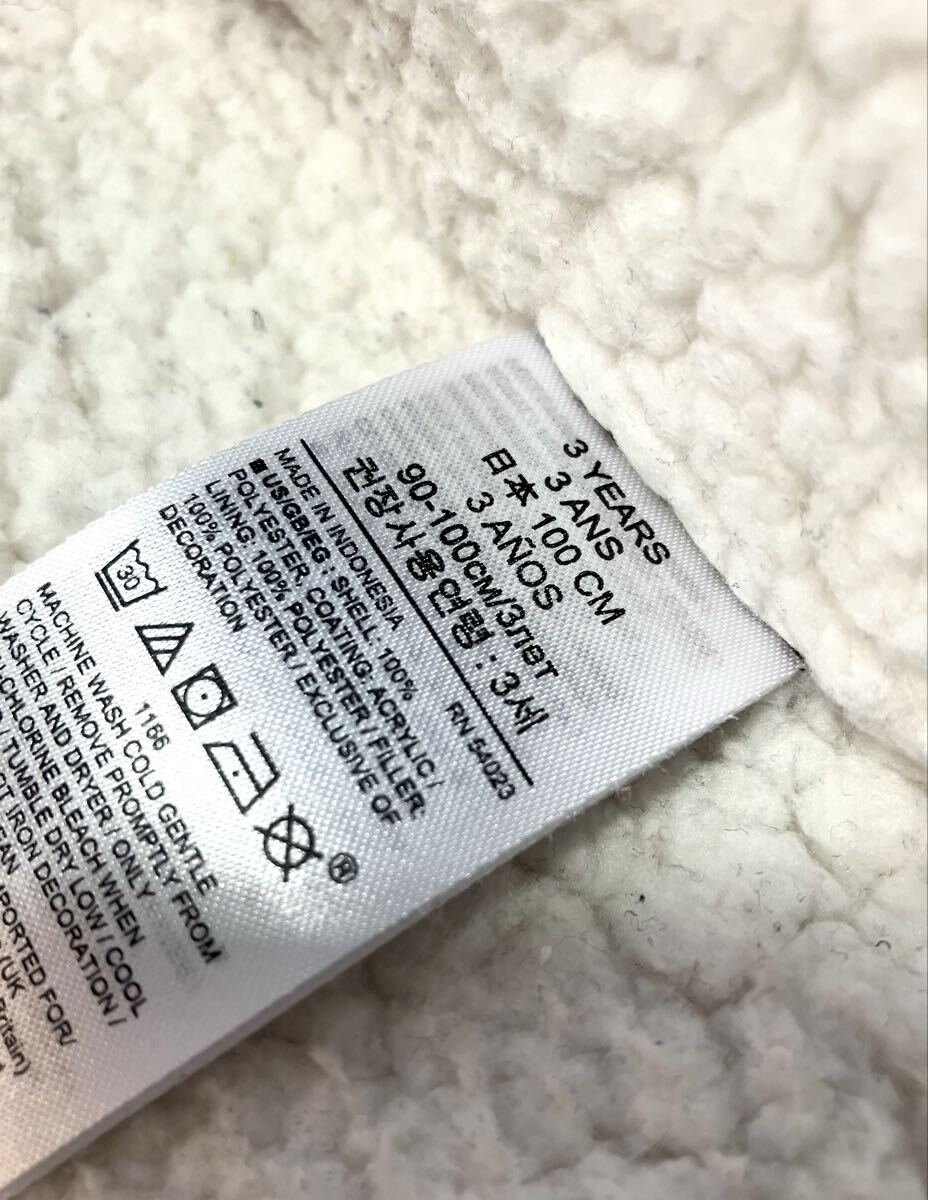 3 YEARS
3 ANS
日本 100 CM
3 AÑOS
90-100CM/3лет
권장사용연령 : 3세
RN 54023
MADE IN INDONESIA
US/GB/EG : SHELL: 100%
POLYESTER, COATING: ACRYLIC /
LINING: 100% POLYESTER / FILLER:
100% POLYESTER / EXCLUSIVE OF
DECORATION
30
®
1166
MACHINE WASH COLD GENTLE
CYCLE / REMOVE PROMPTLY FROM
WASHER AND DRYER / ONLY
-CHLORINE BLEACH WHEN
/ TUMBLE DRY LOW / COOL
IRON DECORATION /
FOR/
(UK